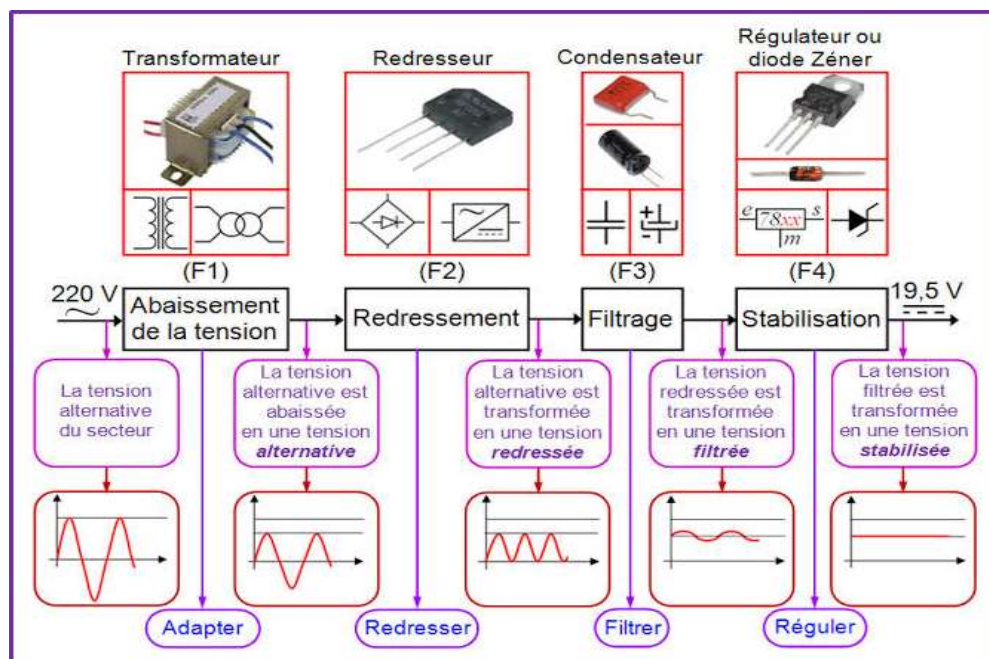 Transformateur
Redresseur
Condensateur
Régulateur ou
diode Zéner
e 78xx s
m
(F1)
(F2)
(F3)
(F4)
220 V
Abaissement
de la tension
Redressement
Filtrage
Stabilisation
19,5 V
La tension
alternative
du secteur
La tension
alternative est
abaissée
en une tension
alternative
La tension
alternative est
transformée
en une tension
redressée
La tension
redressée est
transformée
en une tension
filtrée
La tension
filtrée est
transformée
en une tension
stabilisée
Adapter
Redresser
Filtrer
Réguler